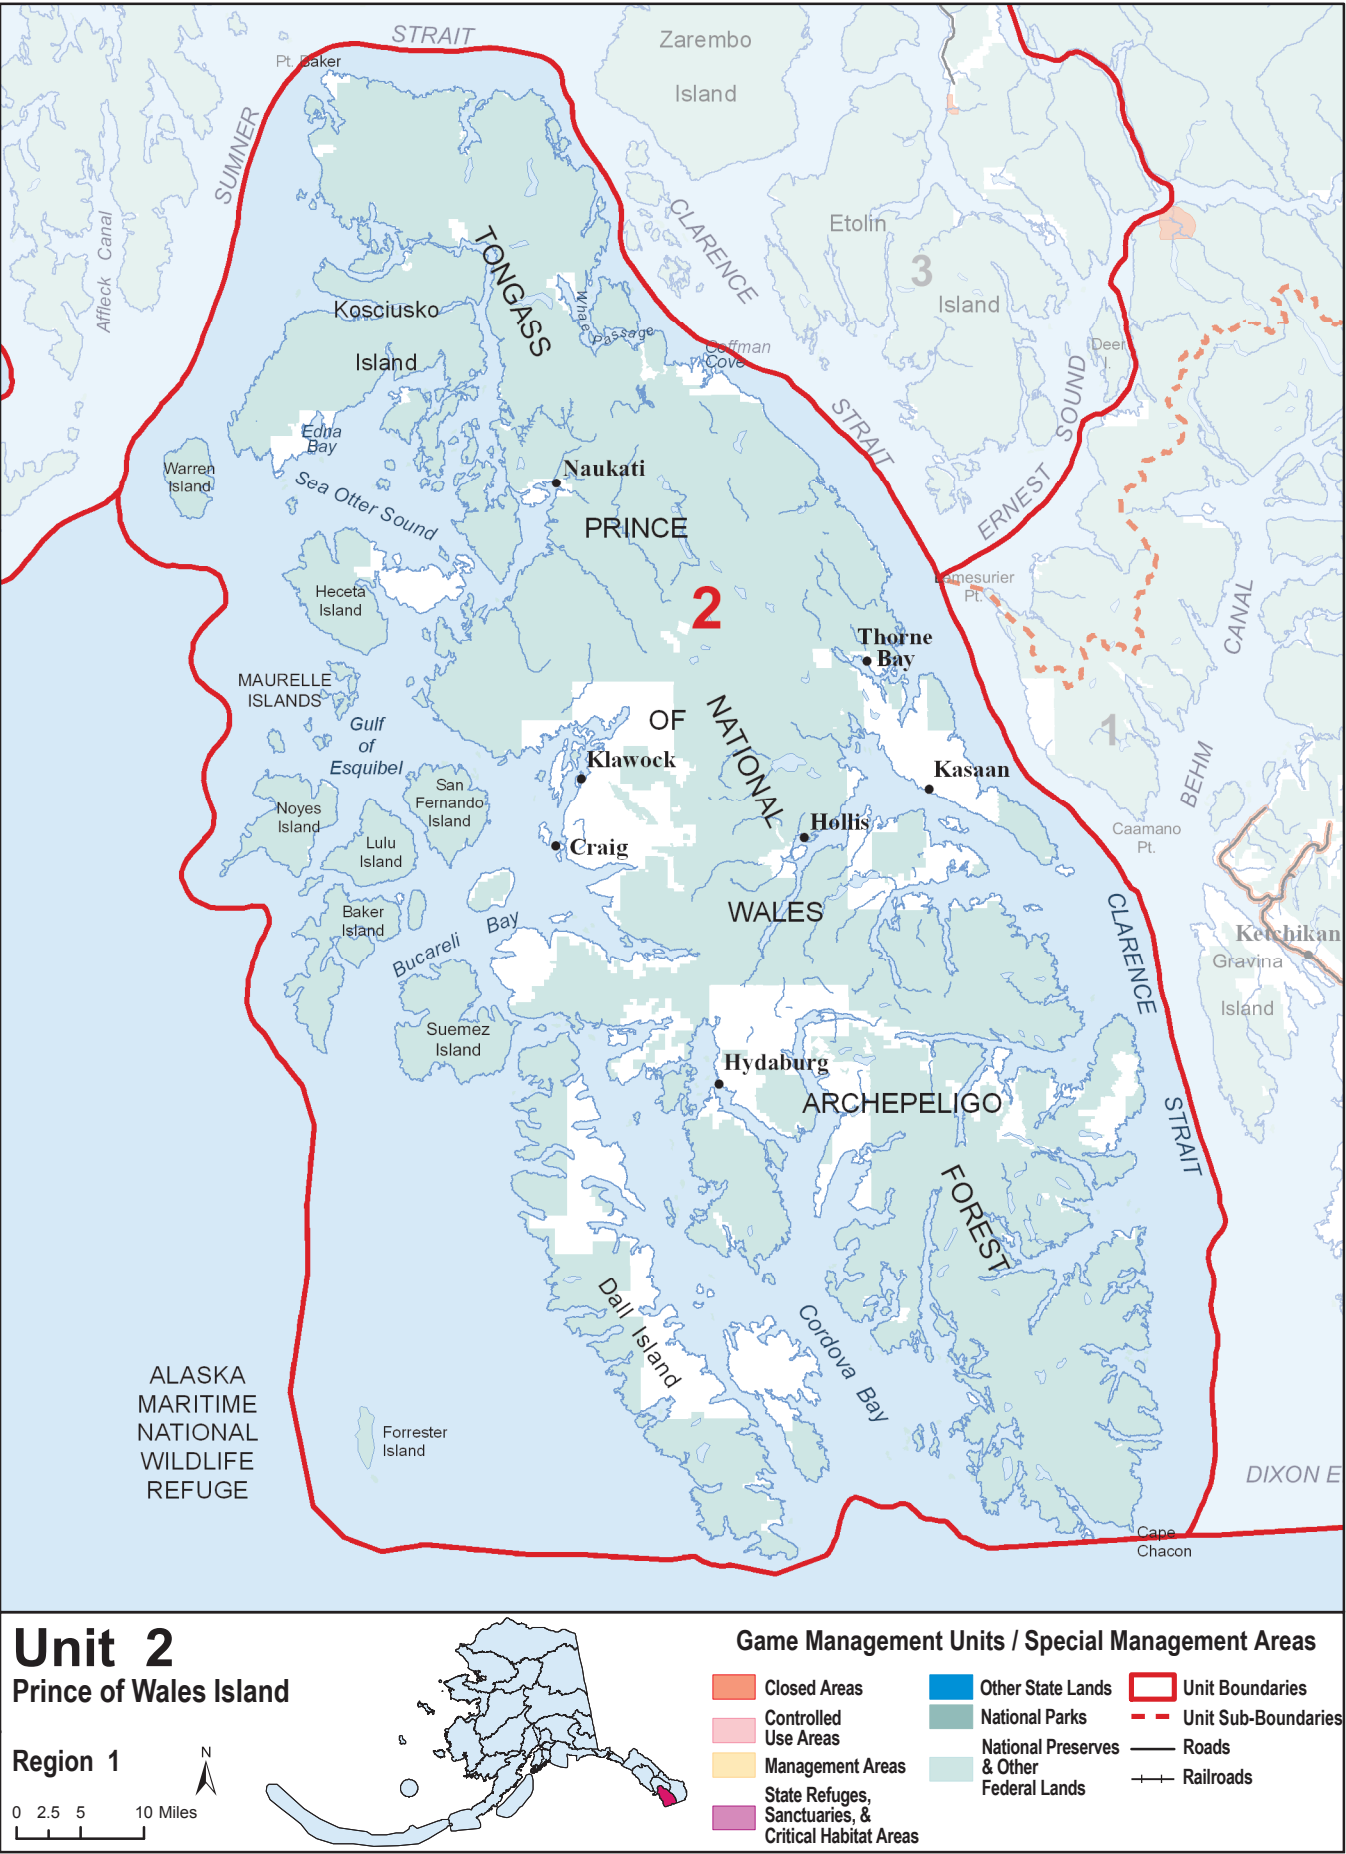 STRAIT
Zarembo
Island
Pt. Baker
SUMNER
CLARENCE
Etolin
3
Island
Affleck Canal
TONGASS
Kosciusko
Island
Whale Passage
Coffman
Cove
Deer
I.
SOUND
STRAIT
Edna
Bay
Warren
Island
Sea Otter Sound
Naukati
ERNEST
PRINCE
Lemesurier
Pt.
Heceta
Island
2
CANAL
Thorne
Bay
MAURELLE
ISLANDS
NATIONAL
OF
Gulf
of
Esquibel
1
Klawock
Kasaan
BEHM
San
Fernando
Island
Noyes
Island
Hollis
Caamano
Pt.
Lulu
Island
Craig
WALES
CLARENCE
Baker
Island
Bucareli Bay
Ketchikan
Gravina
Island
Suemez
Island
Hydaburg
ARCHEPELIGO
STRAIT
FOREST
Dall Island
Cordova Bay
ALASKA
MARITIME
NATIONAL
WILDLIFE
REFUGE
Forrester
Island
DIXON E
Cape
Chacon
Unit 2
Prince of Wales Island
Region 1
N
0 2.5 5 10 Miles
Game Management Units / Special Management Areas
Closed Areas
Controlled
Use Areas
Management Areas
State Refuges,
Sanctuaries, &
Critical Habitat Areas
Other State Lands
National Parks
National Preserves
& Other
Federal Lands
Unit Boundaries
Unit Sub-Boundaries
Roads
Railroads